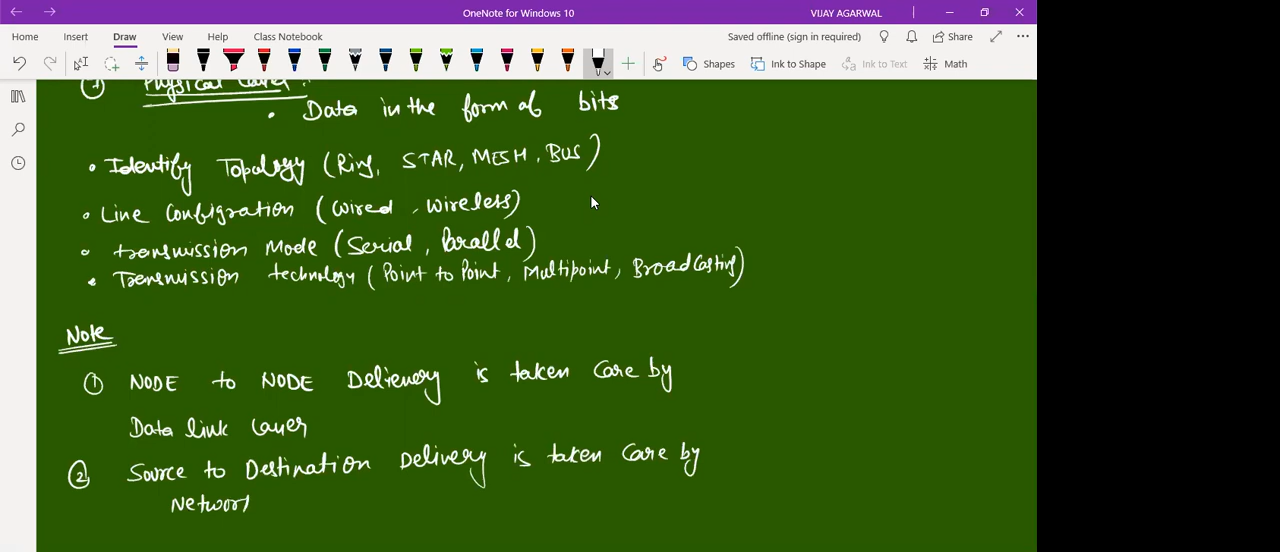 OneNote for Windows 10
VIJAY AGARWAL
Home Insert Draw View Help Class Notebook
Saved offline (sign in required)
Share
Shapes Ink to Shape Ink to Text Math
Physical Layer :
• Data in the form of bits
• Identify Topology (Ring, STAR, MESH, BUS)
• Line Configration (wired, wireless)
• transmission Mode (Serial, Parallel)
• Transmission technology (Point to Point, Multipoint, Broadcasting)
Note
① NODE to NODE Delievery is taken Care by
Data link Layer
② Source to Destination Delivery is taken care by
Networ